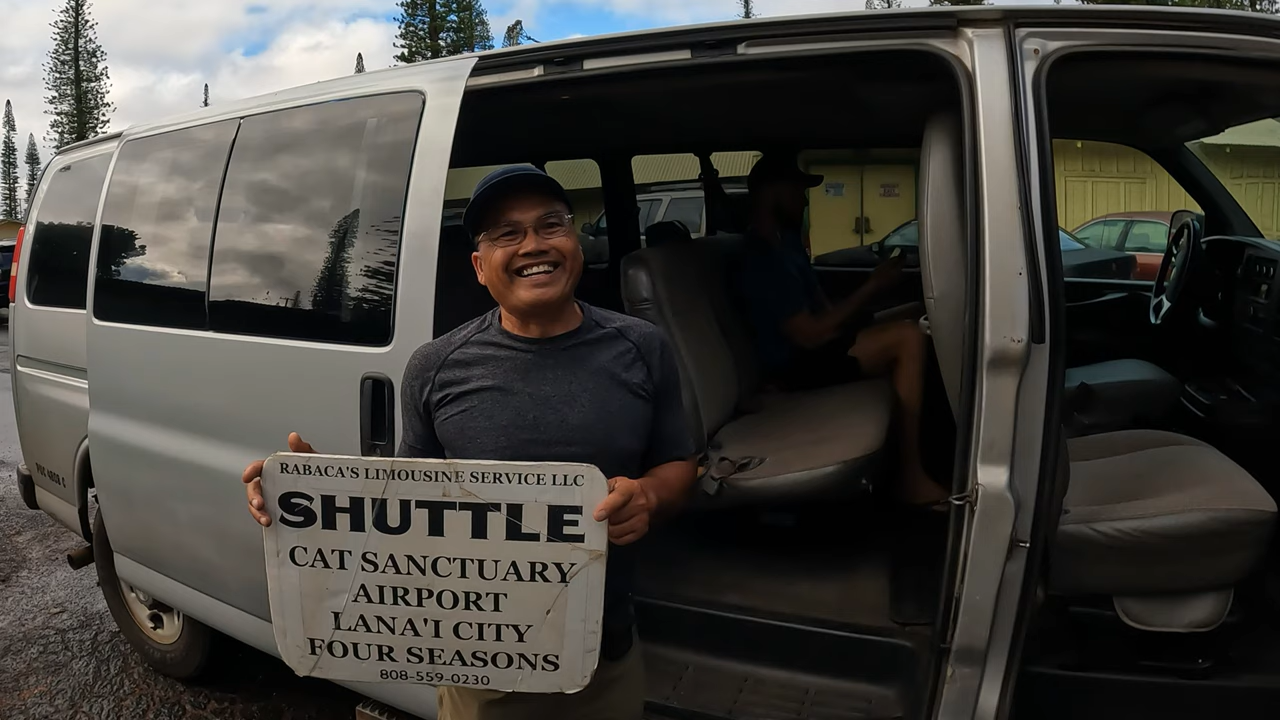 RABACA'S LIMOUSINE SERVICE LLC
SHUTTLE
CAT SANCTUARY
AIRPORT
LANA'I CITY
FOUR SEASONS
808-559-0230